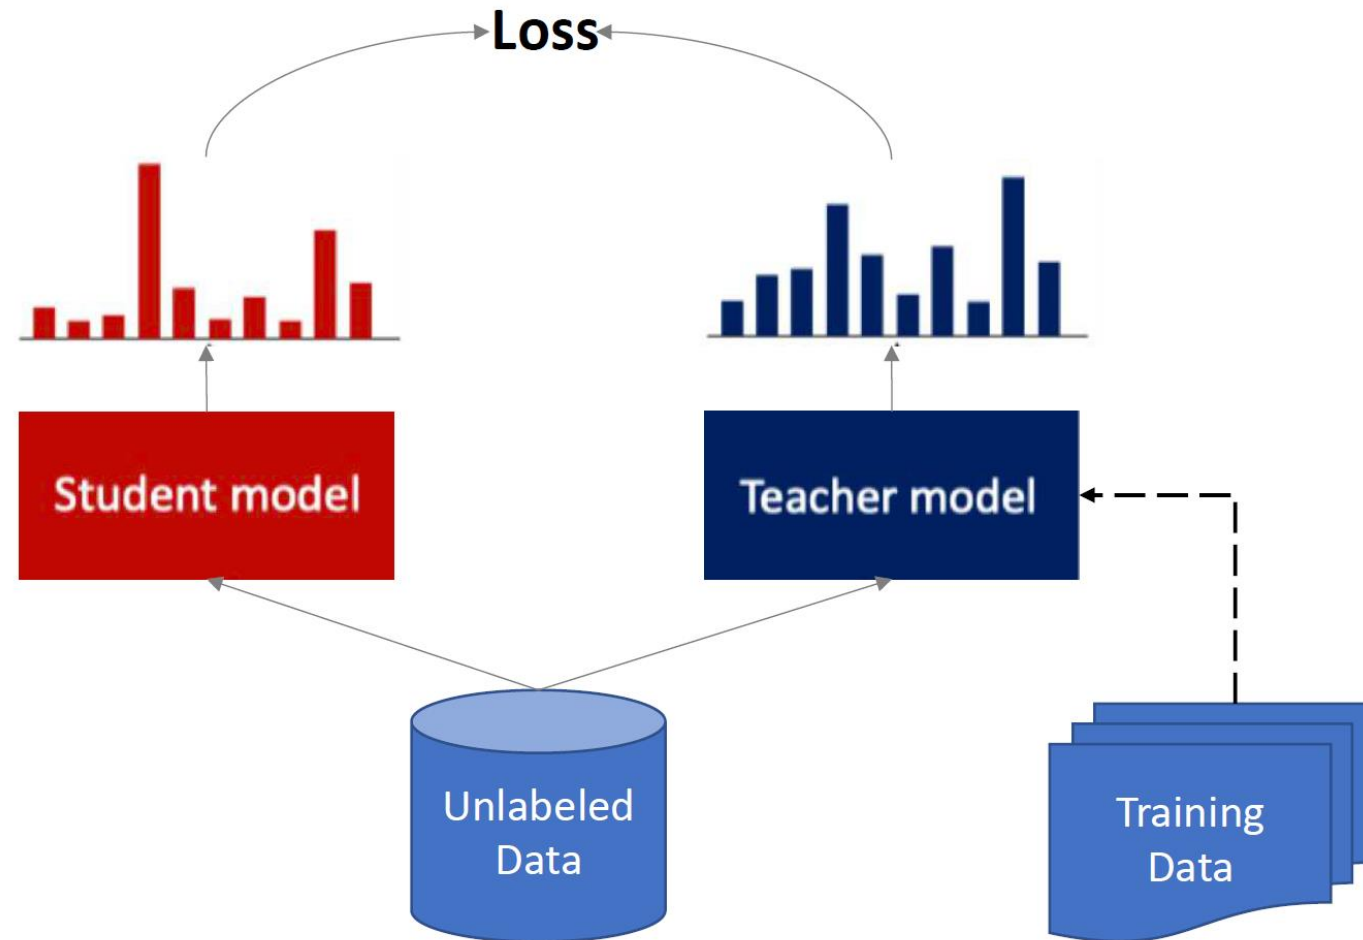 Loss
Student model
Teacher model
Unlabeled
Data
Training
Data